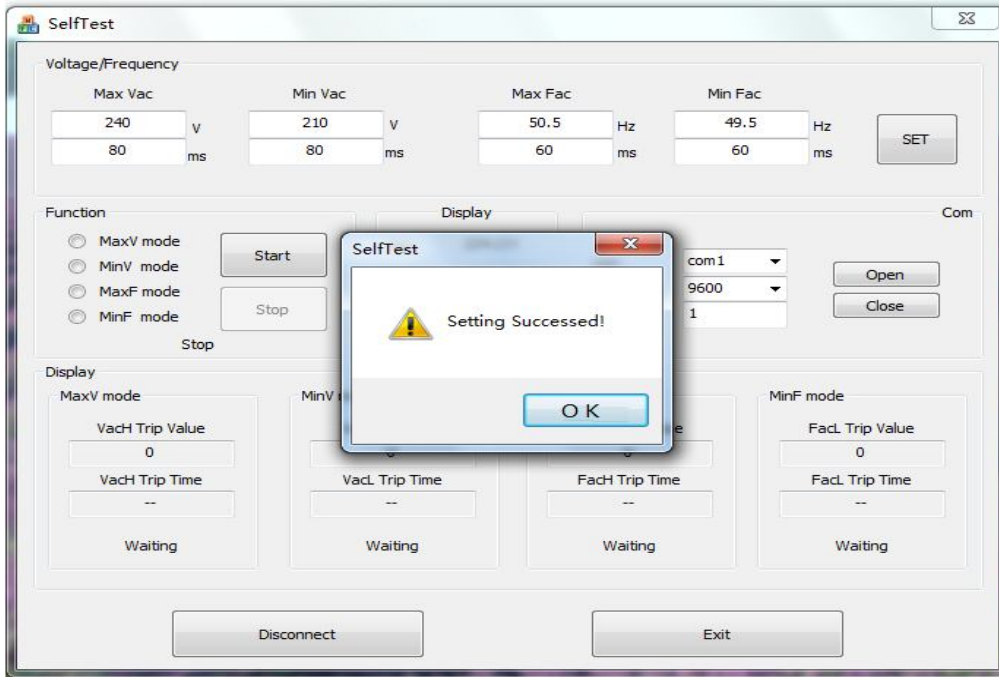 SelfTest
Voltage/Frequency
Max Vac Min Vac Max Fac Min Fac
240 V 210 V 50.5 Hz 49.5 Hz
80 ms 80 ms 60 ms 60 ms
SET
Function
MaxV mode
MinV mode
MaxF mode
MinF mode
Start
Stop
Stop
Display
Com
com1
9600
1
Open
Close
SelfTest
Setting Successed!
OK
Display
MaxV mode
VacH Trip Value
0
VacH Trip Time
--
Waiting
MinV
VacL Trip Time
--
Waiting
FacH Trip Time
--
Waiting
MinF mode
FacL Trip Value
0
FacL Trip Time
--
Waiting
Disconnect
Exit